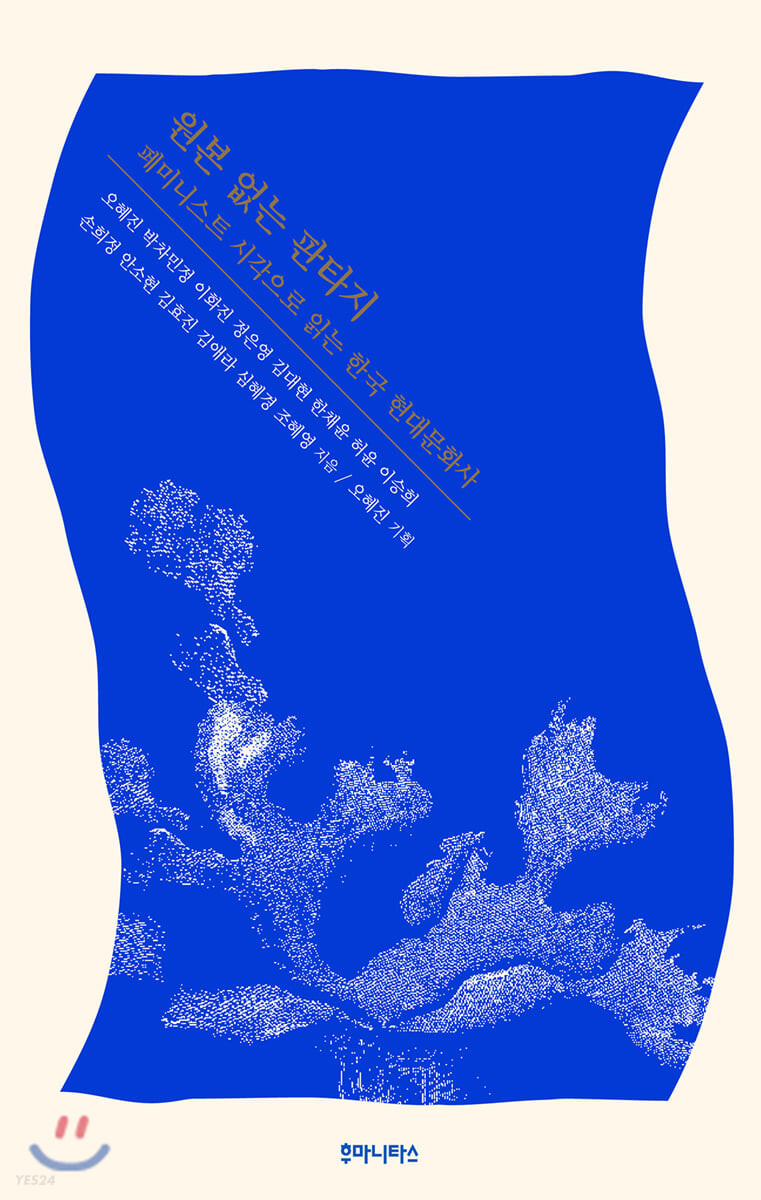 원본 없는 판타지
페미니스트 시각으로 읽는 한국 현대문화사
오혜진 박차민정 이화진 정은영 김대현 한채윤 허윤 이승희
손희정 안소현 김효진 김애라 심혜경 조혜영 지음 / 오혜진 기획
후마니타스
YES24